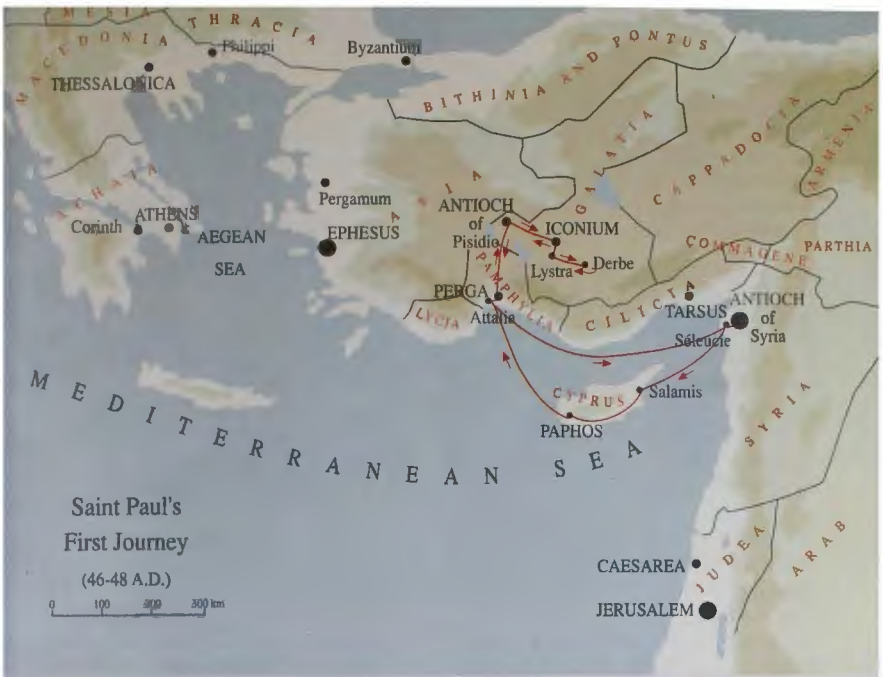 MESIA
THRACIA
MACEDONIA
Philippi
Byzantium
THESSALONICA
BITHINIA AND PONTUS
GALATIA
CAPPADOCIA
ARMENIA
ACHAIA
ASIA
Pergamum
Corinth
ATHENS
AEGEAN
SEA
EPHESUS
ANTIOCH
of
Pisidie
ICONIUM
Lystra
Derbe
COMMAGENE
PARTHIA
PERGA
Attalia
PAMPHYLIA
LYCIA
CILICIA
TARSUS
ANTIOCH
of
Syria
Séleucie
CYPRUS
Salamis
PAPHOS
SYRIA
MEDITERRANEAN SEA
Saint Paul's
First Journey
(46-48 A.D.)
0 100 200 300 km
CAESAREA
JUDEA
ARAB
JERUSALEM